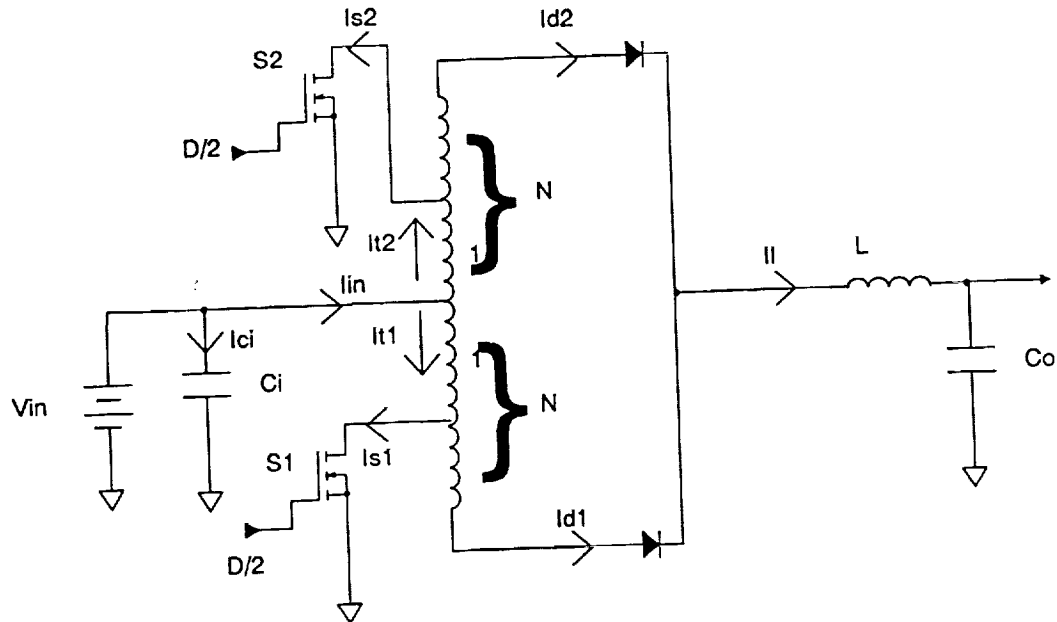 Is2
Id2
S2
D/2
N
It2
1
L
Il
Iin
It1
1
Ici
Ci
Co
Vin
N
S1
Is1
Id1
D/2